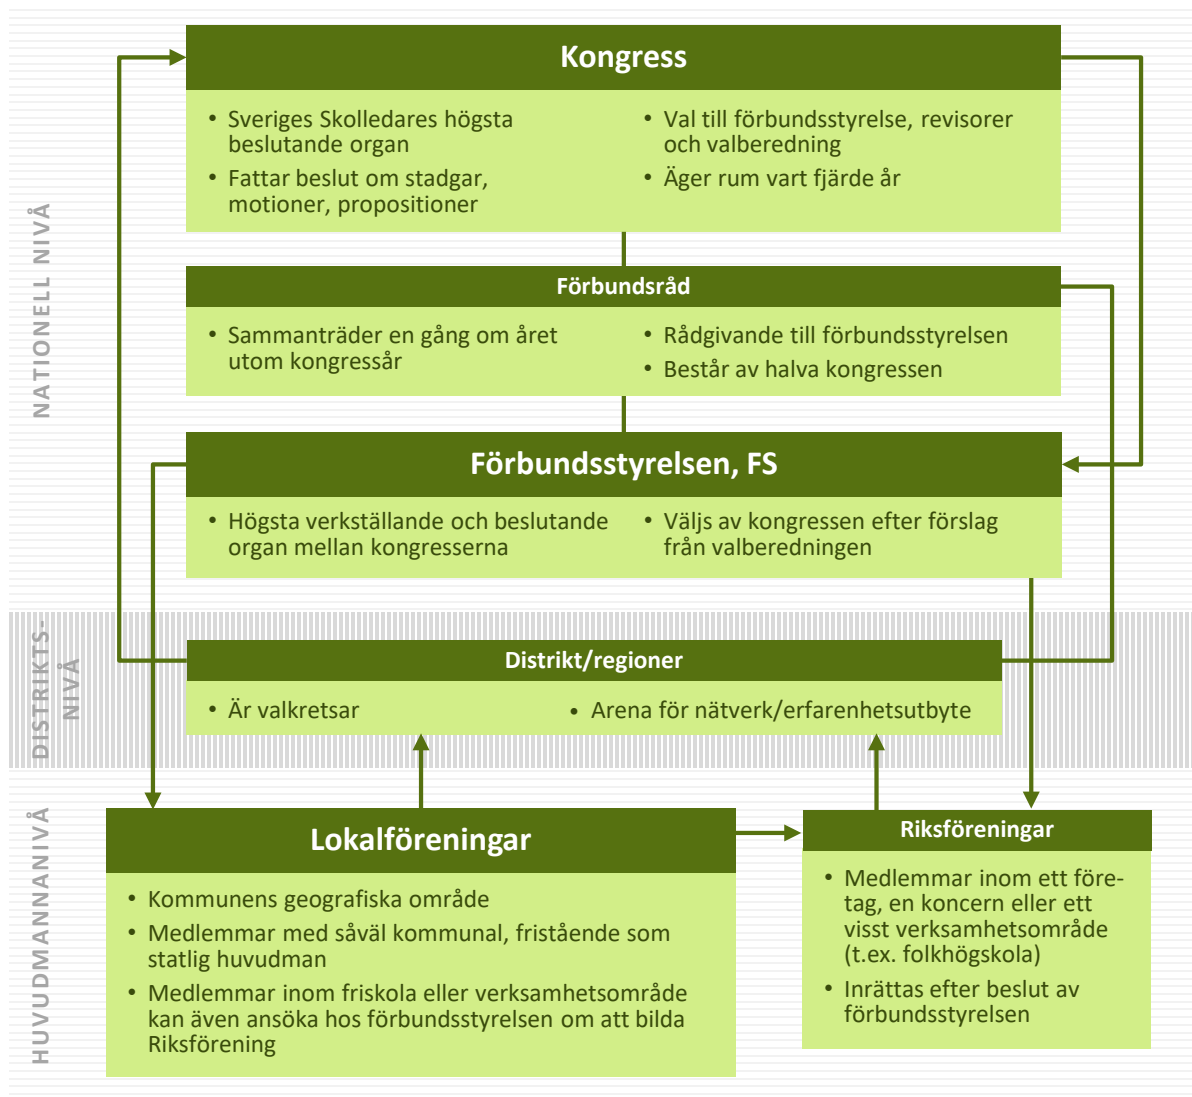 NATIONELL NIVÅ
Kongress
• Sveriges Skolledares högsta
beslutande organ
• Fattar beslut om stadgar,
motioner, propositioner
• Val till förbundsstyrelse, revisorer
och valberedning
• Äger rum vart fjärde år
Förbundsråd
• Sammanträder en gång om året
utom kongressår
• Rådgivande till förbundsstyrelsen
• Består av halva kongressen
Förbundsstyrelsen, FS
• Högsta verkställande och beslutande
organ mellan kongresserna
• Väljs av kongressen efter förslag
från valberedningen
DISTRIKTS-
NIVÅ
Distrikt/regioner
• Är valkretsar
• Arena för nätverk/erfarenhetsutbyte
HUVUDMANNANIVÅ
Lokalföreningar
• Kommunens geografiska område
• Medlemmar med såväl kommunal, fristående som
statlig huvudman
• Medlemmar inom friskola eller verksamhetsområde
kan även ansöka hos förbundsstyrelsen om att bilda
Riksförening
Riksföreningar
• Medlemmar inom ett före-
tag, en koncern eller ett
visst verksamhetsområde
(t.ex. folkhögskola)
• Inrättas efter beslut av
förbundsstyrelsen